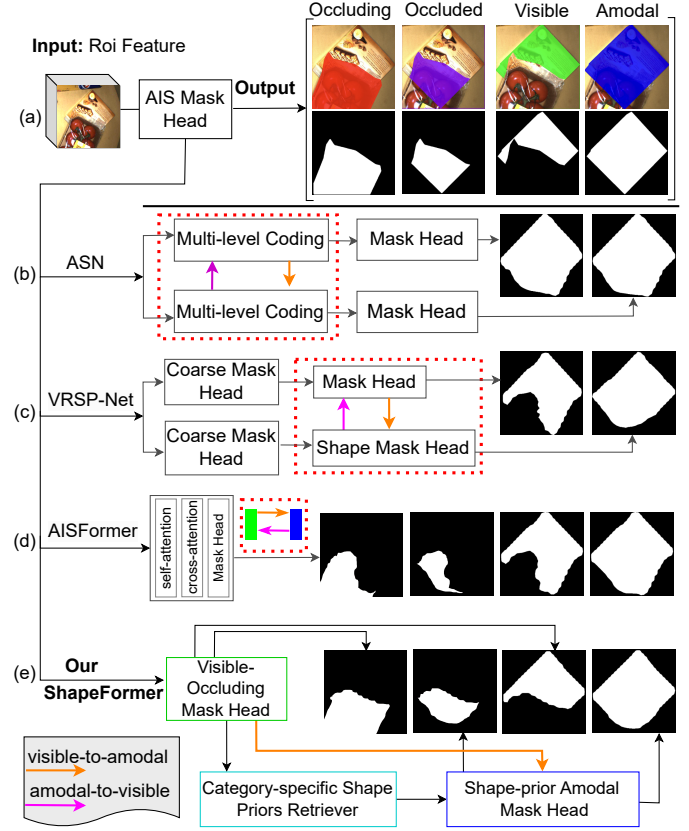 Occluding Occluded Visible Amodal
Input: Roi Feature
(a)
AIS Mask
Head
Output
(b)
ASN
Multi-level Coding
Mask Head
Multi-level Coding
Mask Head
(c)
VRSP-Net
Coarse Mask
Head
Mask Head
Coarse Mask
Head
Shape Mask Head
(d)
AISFormer
self-attention
cross-attention
Mask Head
(e)
Our
ShapeFormer
Visible-
Occluding
Mask Head
visible-to-amodal
amodal-to-visible
Category-specific Shape
Priors Retriever
Shape-prior Amodal
Mask Head